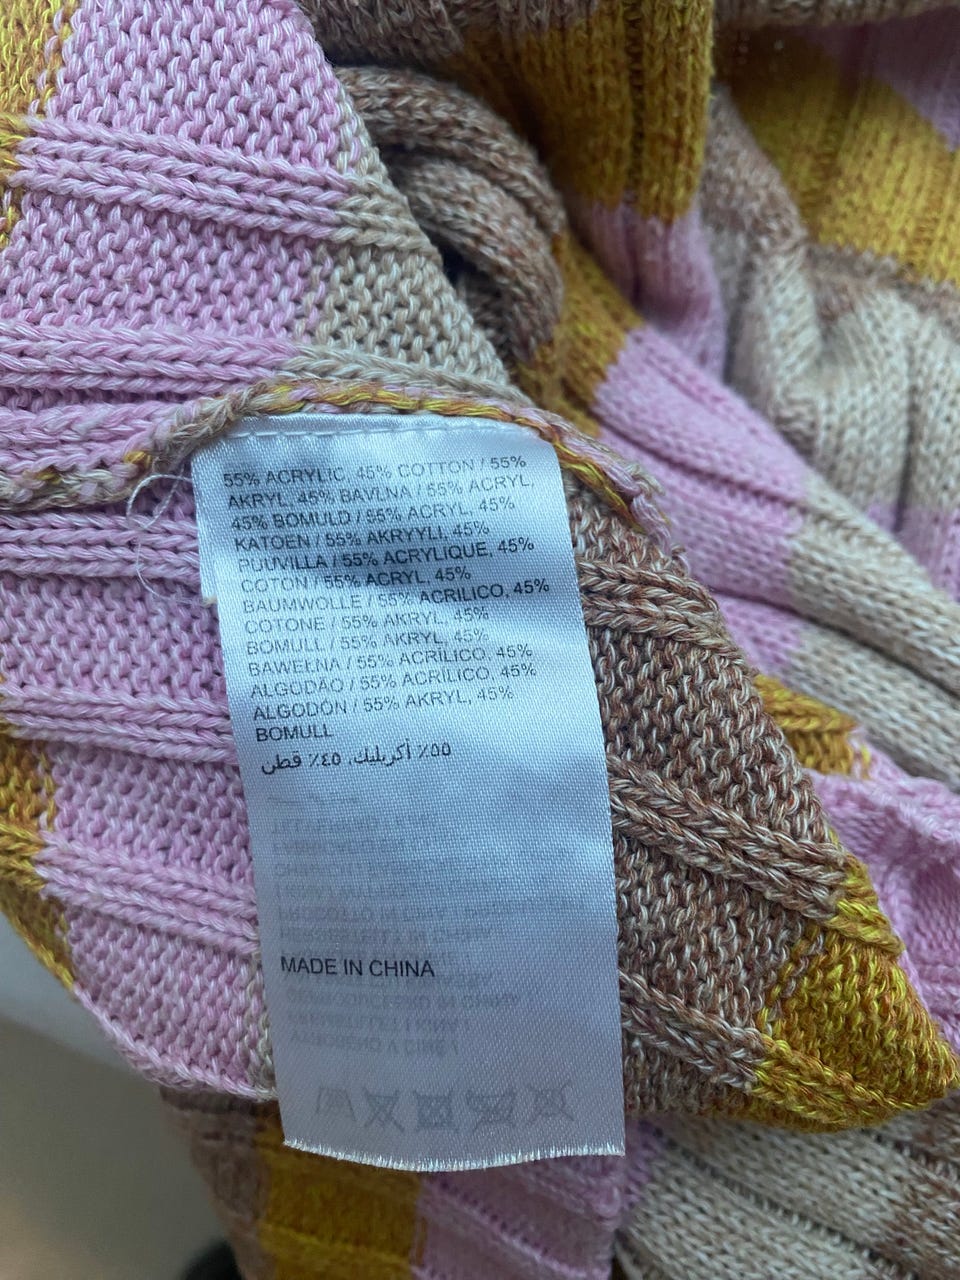 55% ACRYLIC, 45% COTTON / 55%
AKRYL, 45% BAVLNA / 55% ACRYL,
45% BOMULD / 55% ACRYL, 45%
KATOEN / 55% AKRYYLI, 45%
PUUVILLA / 55% ACRYLIQUE, 45%
COTON / 55% ACRYL, 45%
BAUMWOLLE / 55% ACRILICO, 45%
COTONE / 55% AKRYL, 45%
BOMULL / 55% AKRYL, 45%
BAWEŁNA / 55% ACRÍLICO, 45%
ALGODÃO / 55% ACRÍLICO, 45%
ALGODÓN / 55% AKRYL, 45%
BOMULL
٥٥٪ أكريليك، ٤٥٪ قطن
MADE IN CHINA